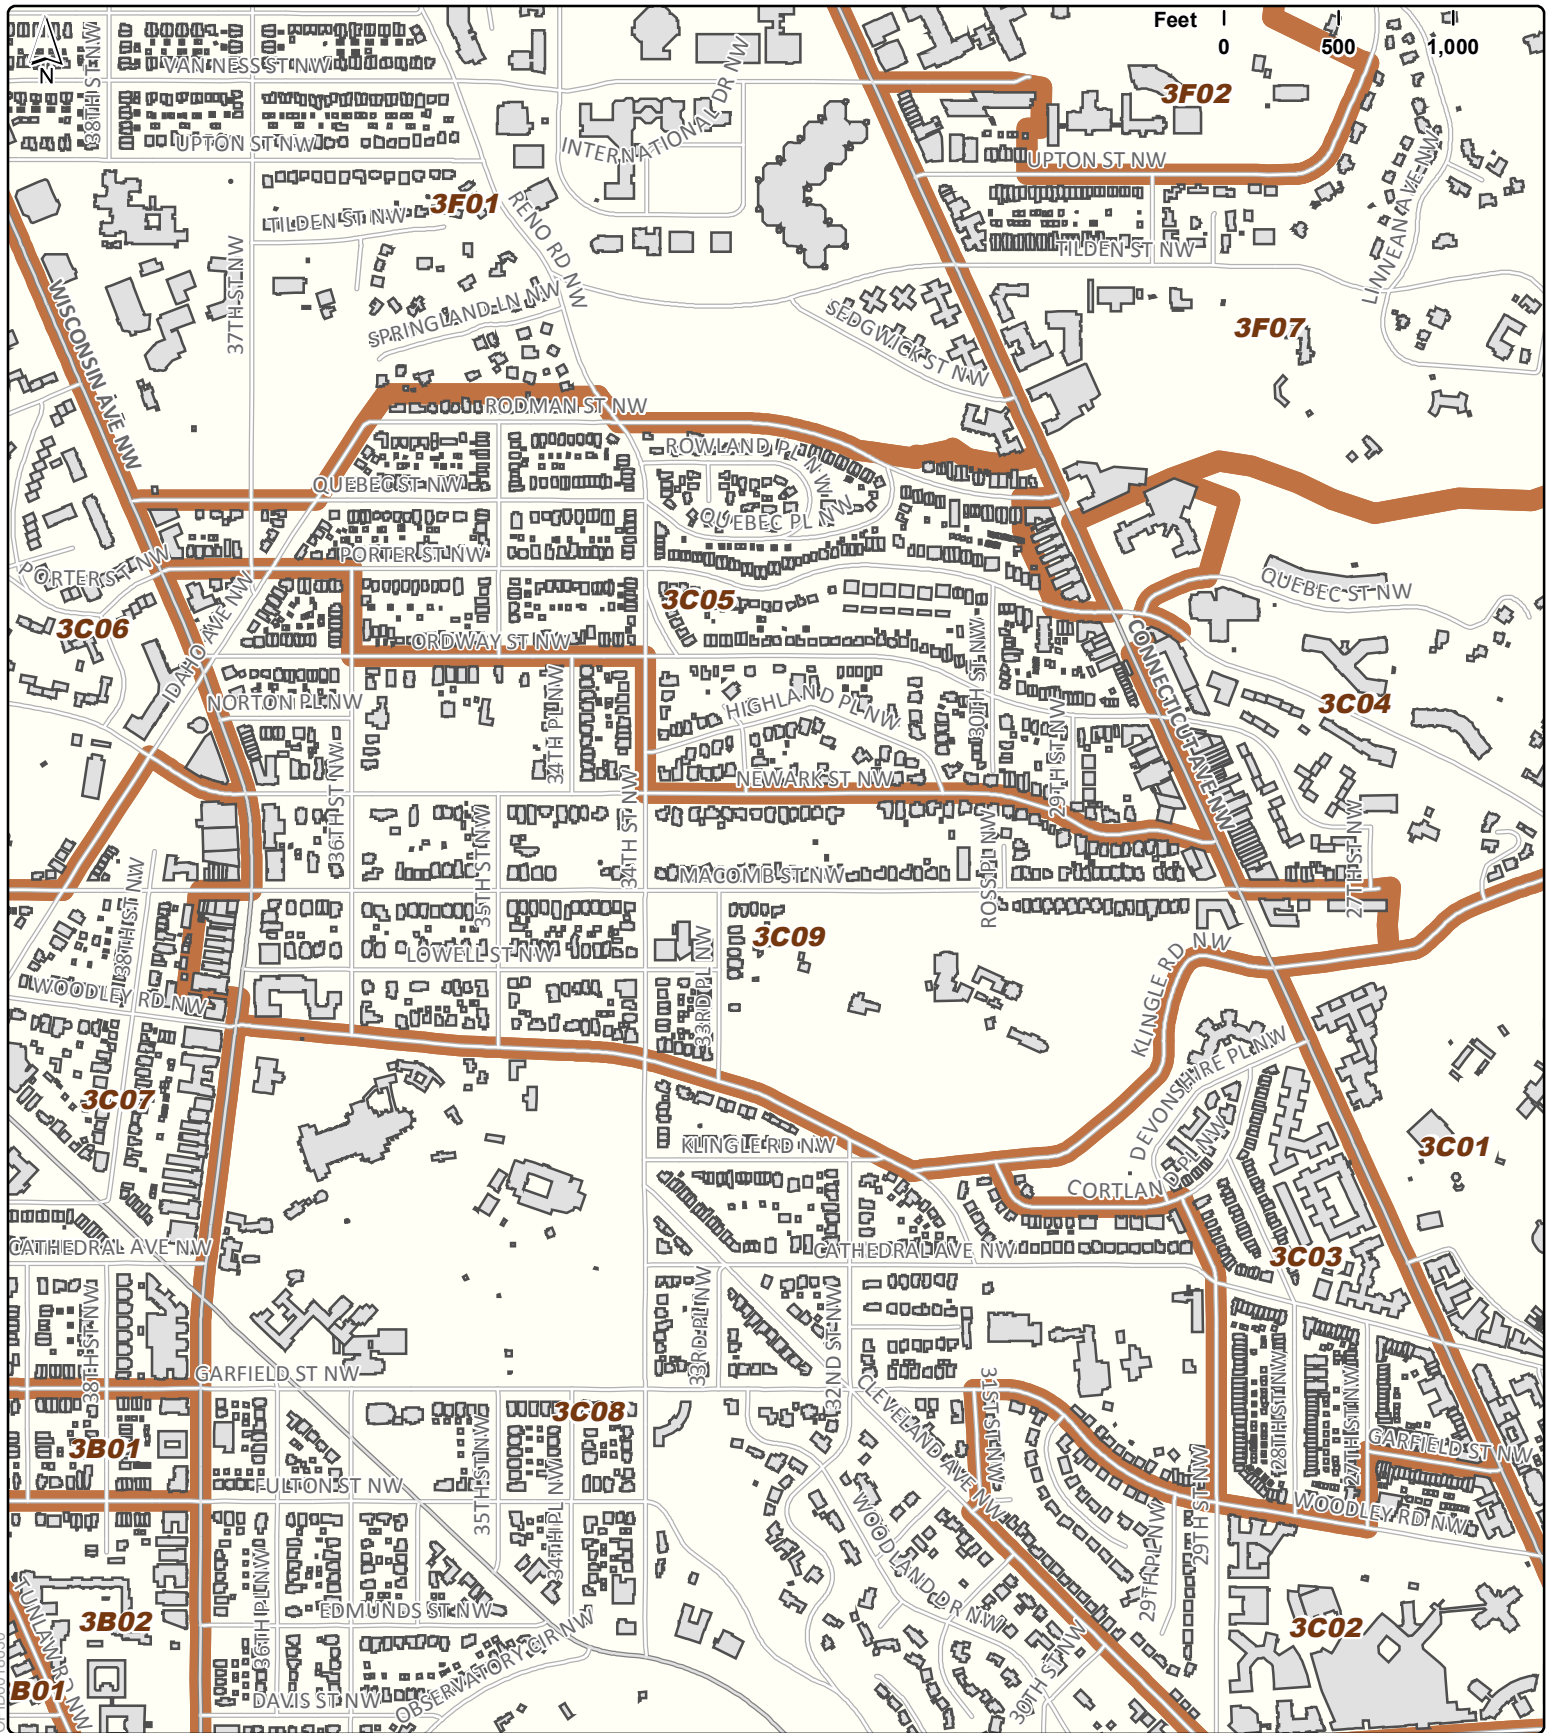 Feet
0 500 1,000
N
38TH ST NW
VAN NESS ST NW
INTERNATIONAL DR NW
3F02
UPTON ST NW
UPTON ST NW
LINNEAN AVE NW
3F01
RENO RD NW
TILDEN ST NW
TILDEN ST NW
37TH ST NW
WISCONSIN AVE NW
SPRINGLAND LN NW
SEDGWICK ST NW
3F07
RODMAN ST NW
ROWLAND PL NW
QUEBEC ST NW
QUEBEC PL NW
PORTER ST NW
PORTER ST NW
QUEBEC ST NW
3C05
3C06
IDAHO AVE NW
ORDWAY ST NW
30TH ST NW
CONNECTICUT AVE NW
NORTON PL NW
34TH PL NW
HIGHLAND PL NW
3C04
29TH ST NW
NEWARK ST NW
36TH ST NW
34TH ST NW
35TH ST NW
ROSS PL NW
27TH ST NW
MACOMB ST NW
38TH ST NW
3C09
LOWELL ST NW
33RD PL NW
KLINGLE RD NW
WOODLEY RD NW
DEVONSHIRE PL NW
3C07
KLINGLE RD NW
3C01
CORTLAND PL NW
CATHEDRAL AVE NW
CATHEDRAL AVE NW
3C03
38TH ST NW
33RD PL NW
32ND ST NW
GARFIELD ST NW
31ST ST NW
CLEVELAND AVE NW
28TH ST NW
27TH ST NW
3C08
3B01
35TH ST NW
GARFIELD ST NW
FULTON ST NW
34TH PL NW
WOODLAND DR NW
29TH ST NW
WOODLEY RD NW
36TH PL NW
29TH PL NW
TUNLAW RD NW
3B02
EDMUNDS ST NW
3C02
OBSERVATORY CIR NW
30TH ST NW
B01
DAVIS ST NW